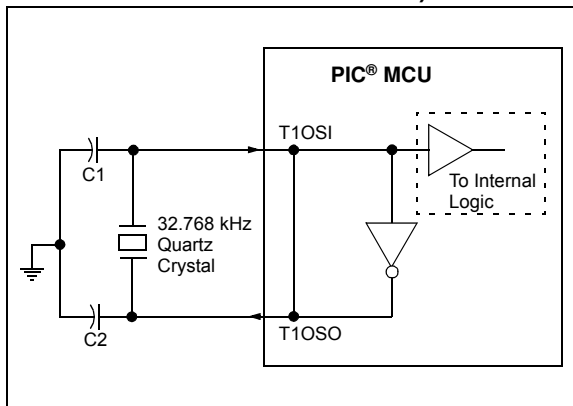 PIC® MCU
T1OSI
C1
To Internal
Logic
32.768 kHz
Quartz
Crystal
T1OSO
C2